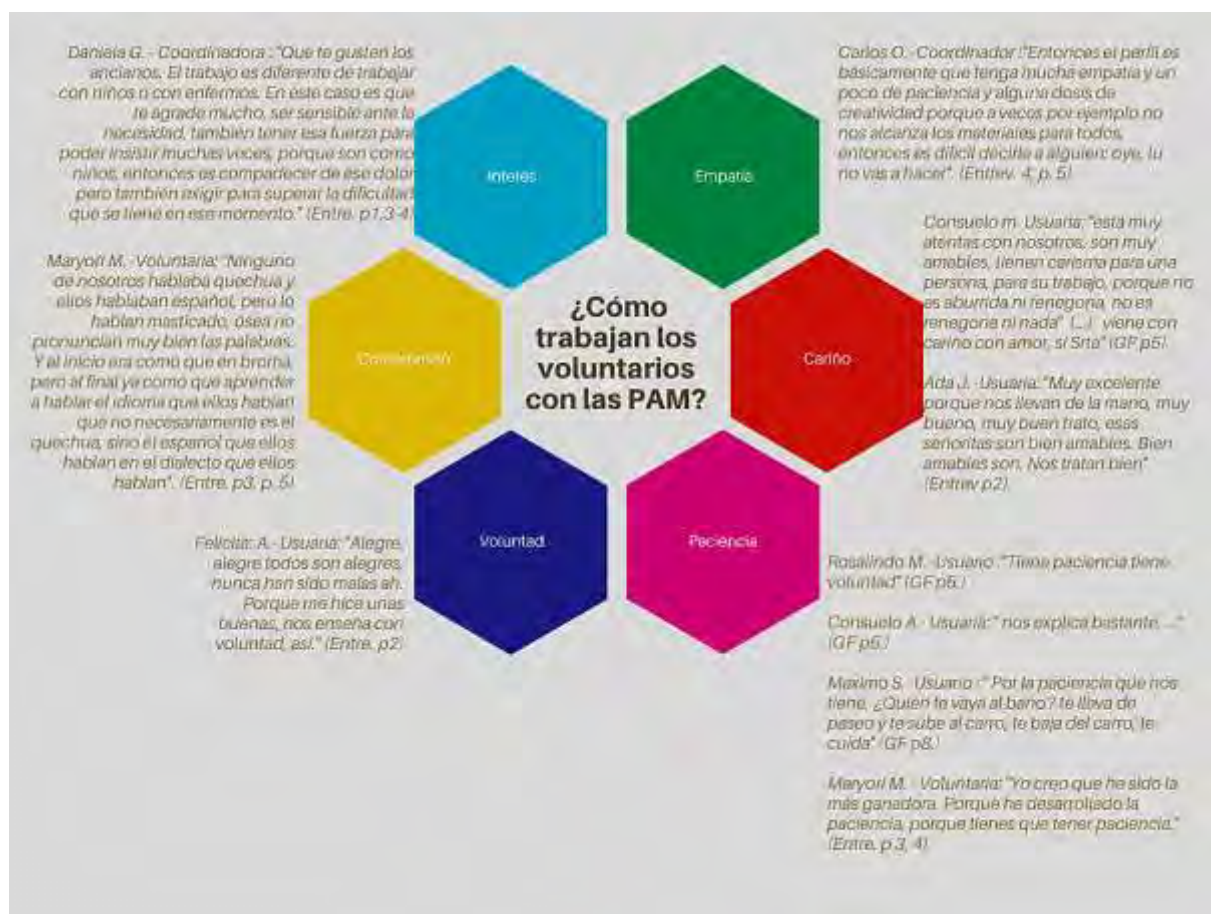 Daniela G. - Coordinadora : "Que te gusten los
ancianos. El trabajo es diferente de trabajar
con niños o con enfermos. En este caso es que
te agrade mucho, ser sensible ante la
necesidad, también tener esa fuerza para
poder insistir muchas veces, porque son como
niños, entonces es compadecer de ese dolor
pero también exigir para superar la dificultad
que se tiene en ese momento." (Entre. p1,3-4)
Interés
Empatía
Carlos O. - Coordinador :"Entonces el perfil es
básicamente que tenga mucha empatía y un
poco de paciencia y alguna dosis de
creatividad porque a veces por ejemplo no
nos alcanza los materiales para todos,
entonces es difícil decirle a alguien: oye, tu
no vas a hacer". (Entrev. 4, p. 5)
Maryori M. -Voluntaria: "Ninguno
de nosotros hablaba quechua y
ellos hablaban español, pero lo
hablan masticado, osea no
pronuncian muy bien las palabras.
Y al inicio era como que en broma,
pero al final ya como que aprender
a hablar el idioma que ellos hablan
que no necesariamente es el
quechua, sino el español que ellos
hablan en el dialecto que ellos
hablan". (Entre. p3, p. 5)
¿Cómo
trabajan los
voluntarios
con las PAM?
Cariño
Consuelo m. Usuaria: "esta muy
atentas con nosotros, son muy
amables, tienen carisma para una
persona, para su trabajo, porque no
es aburrida ni renegona, no es
renegona ni nada" (...) viene con
cariño con amor, sí Srta" (GF p5)
Ada J. -Usuaria: "Muy excelente
porque nos llevan de la mano, muy
bueno, muy buen trato, esas
señoritas son bien amables. Bien
amables son. Nos tratan bien"
(Entrev p2)
Felicita: A.- Usuaria: "Alegre,
alegre todos son alegres,
nunca han sido malas ah.
Porque me hice unas
buenas, nos enseña con
voluntad, así." (Entre. p2)
Voluntad
Paciencia
Rosalindo M. -Usuario :"Tiene paciencia tiene
voluntad" (GF p5.)
Consuelo A - Usuaria:" nos explica bastante, ..."
(GF p5.)
Maximo S. Usuario :" Por la paciencia que nos
tiene, ¿Quien te vaya al baño? te lleva de
paseo y te sube al carro, te baja del carro, te
cuida" (GF p8.)
Maryori M. - Voluntaria: "Yo creo que he sido la
más ganadora. Porque he desarrollado la
paciencia, porque tienes que tener paciencia."
(Entre. p 3, 4)